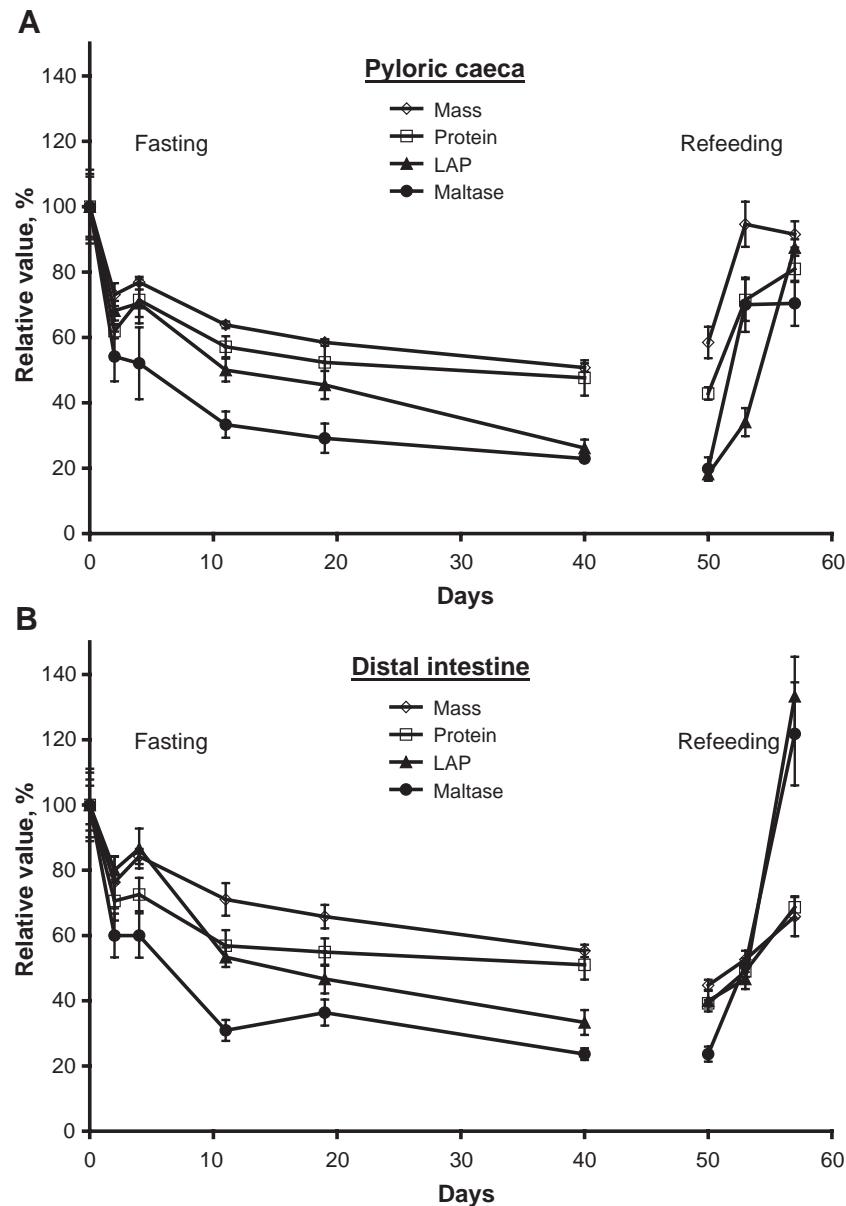 A
Pyloric caeca
Mass
Protein
LAP
Maltase
Fasting
Refeeding
Relative value, %
140
120
100
80
60
40
20
0
0 10 20 30 40 50 60
Days
B
Distal intestine
Mass
Protein
LAP
Maltase
Fasting
Refeeding
Relative value, %
140
120
100
80
60
40
20
0
0 10 20 30 40 50 60
Days